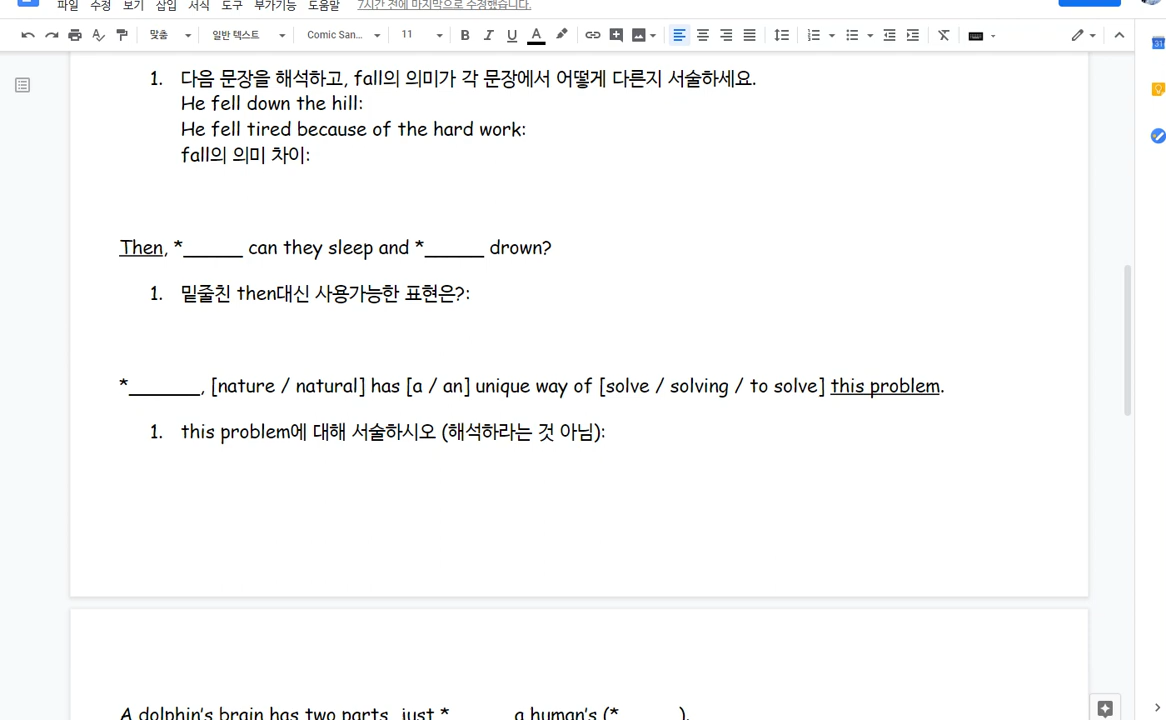 파일 수정 보기 삽입 서식 도구 부가기능 도움말 7시간 전에 마지막으로 수정했습니다.
맞춤 일반 텍스트 Comic San... 11
1. 다음 문장을 해석하고, fall의 의미가 각 문장에서 어떻게 다른지 서술하세요.
He fell down the hill:
He fell tired because of the hard work:
fall의 의미 차이:
Then, *______ can they sleep and *______ drown?
1. 밑줄친 then대신 사용가능한 표현은?:
*_______, [nature / natural] has [a / an] unique way of [solve / solving / to solve] this problem.
1. this problem에 대해 서술하시오 (해석하라는 것 아님):
A dolphin's brain has two parts, just *______ a human's (*______).